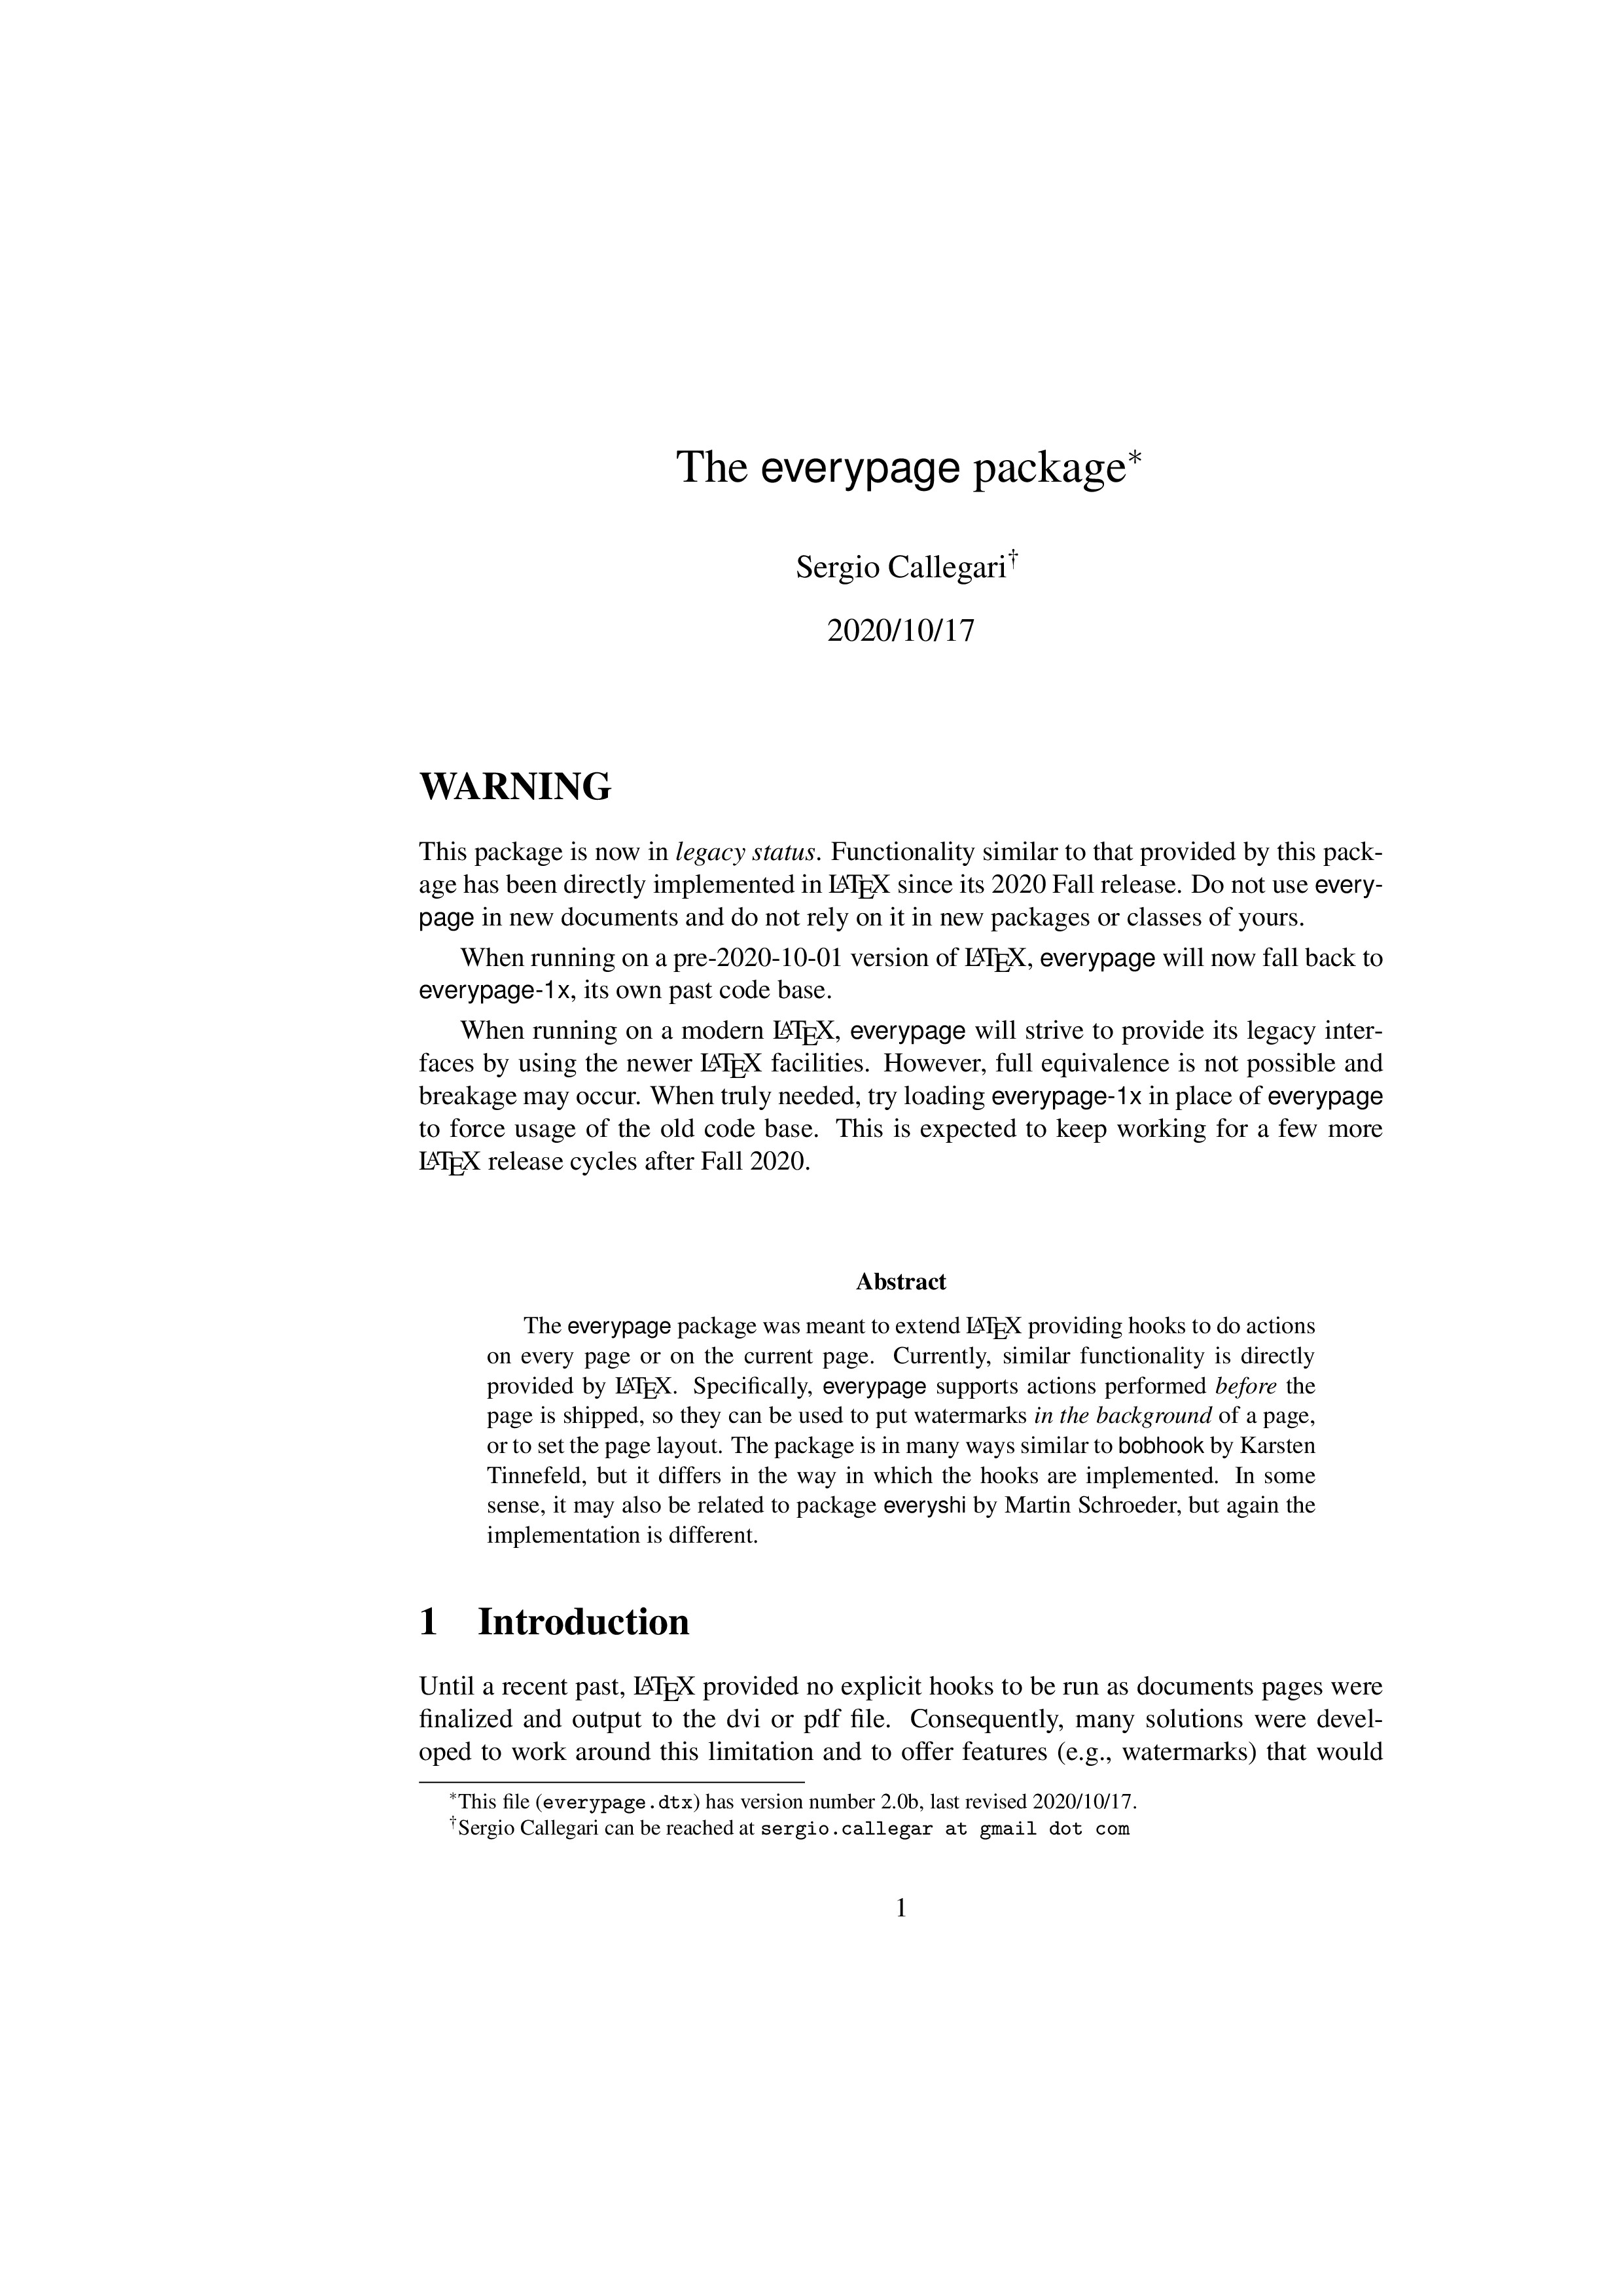 The everypage package*
Sergio Callegari†
2020/10/17
WARNING
This package is now in legacy status. Functionality similar to that provided by this pack-
age has been directly implemented in LATEX since its 2020 Fall release. Do not use every-
page in new documents and do not rely on it in new packages or classes of yours.
When running on a pre-2020-10-01 version of LATEX, everypage will now fall back to
everypage-1x, its own past code base.
When running on a modern LATEX, everypage will strive to provide its legacy inter-
faces by using the newer LATEX facilities. However, full equivalence is not possible and
breakage may occur. When truly needed, try loading everypage-1x in place of everypage
to force usage of the old code base. This is expected to keep working for a few more
LATEX release cycles after Fall 2020.
Abstract
The everypage package was meant to extend LATEX providing hooks to do actions
on every page or on the current page. Currently, similar functionality is directly
provided by LATEX. Specifically, everypage supports actions performed before the
page is shipped, so they can be used to put watermarks in the background of a page,
or to set the page layout. The package is in many ways similar to bobhook by Karsten
Tinnefeld, but it differs in the way in which the hooks are implemented. In some
sense, it may also be related to package everyshi by Martin Schroeder, but again the
implementation is different.
1 Introduction
Until a recent past, LATEX provided no explicit hooks to be run as documents pages were
finalized and output to the dvi or pdf file. Consequently, many solutions were devel-
oped to work around this limitation and to offer features (e.g., watermarks) that would
*This file (everypage.dtx) has version number 2.0b, last revised 2020/10/17.
†Sergio Callegari can be reached at sergio.callegar at gmail dot com
1